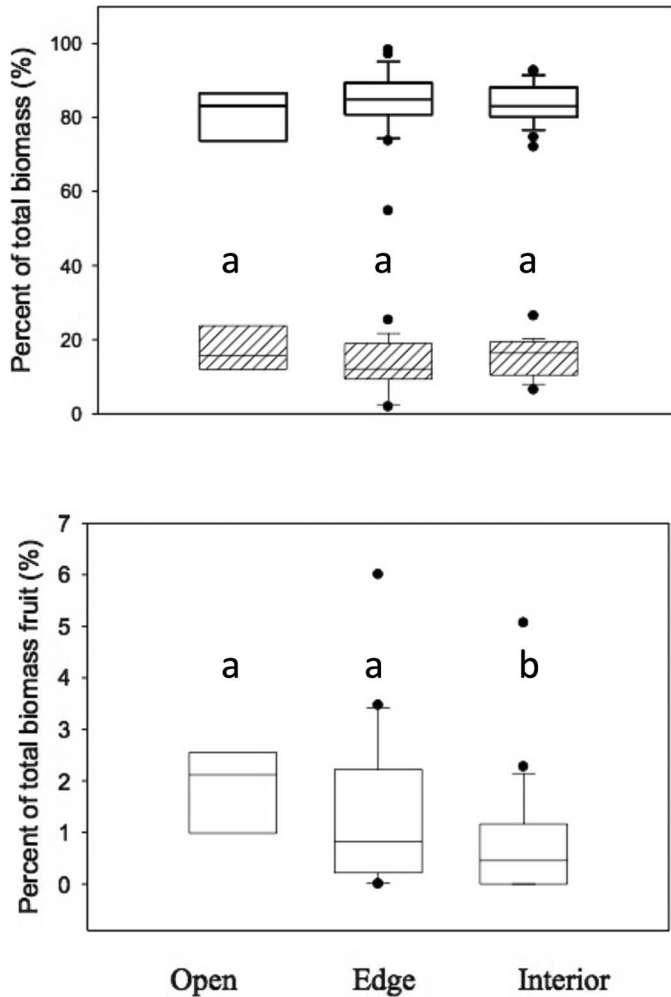 Percent of total biomass (%)
100
80
60
40
20
0
a a a
Percent of total biomass fruit (%)
7
6
5
4
3
2
1
0
a a b
Open Edge Interior